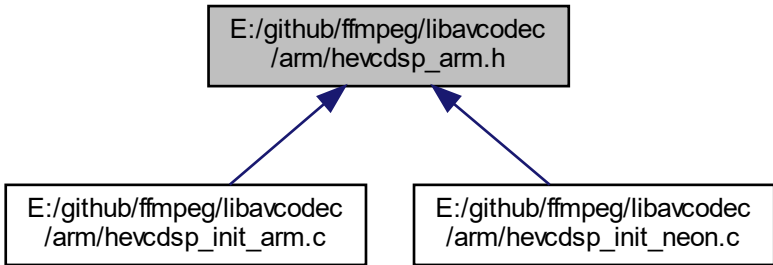 E:/github/ffmpeg/libavcodec
/arm/hevcdsp_arm.h
E:/github/ffmpeg/libavcodec
/arm/hevcdsp_init_arm.c
E:/github/ffmpeg/libavcodec
/arm/hevcdsp_init_neon.c